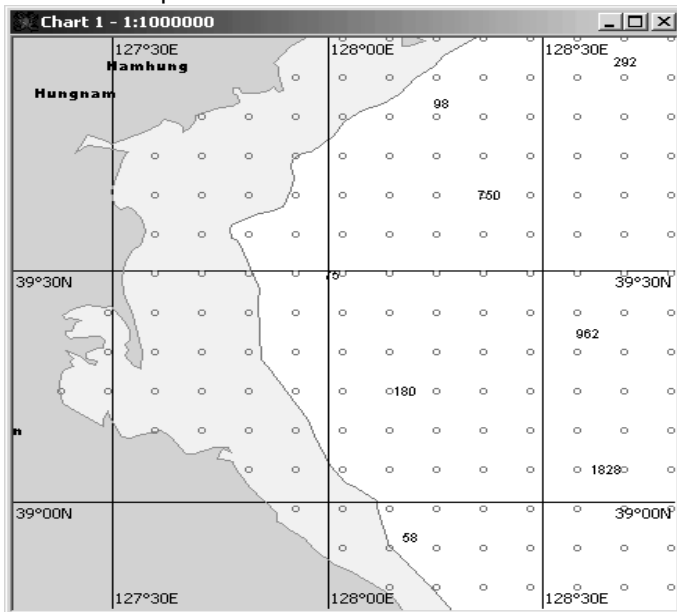 Chart 1 - 1:1000000
127°30E 128°00E 128°30E
Hamhung 292
Hungnam 98
750
39°30N 75 39°30N
962
180
n
1828
39°00N 39°00N
58
127°30E 128°00E 128°30E